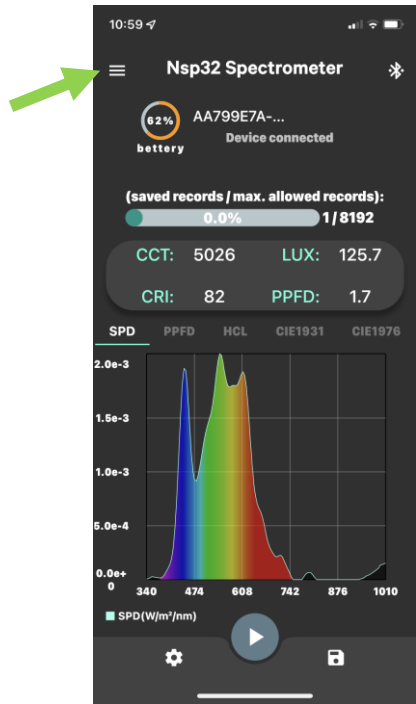 10:59
Nsp32 Spectrometer
62%
bettery
AA799E7A-...
Device connected
(saved records / max. allowed records):
0.0% 1/8192
CCT: 5026 LUX: 125.7
CRI: 82 PPFD: 1.7
SPD PPFD HCL CIE1931 CIE1976
2.0e-3
1.5e-3
1.0e-3
5.0e-4
0.0e+
0
340 474 608 742 876 1010
SPD(W/m²/nm)